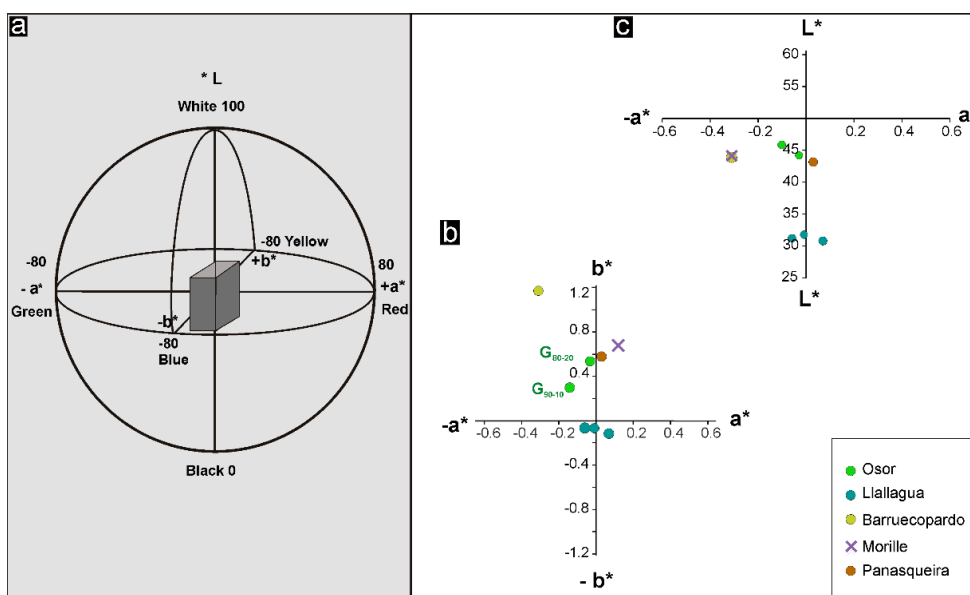 a
* L
White 100
-80 Yellow
+b*
-80
80
- a*
+a*
Green
Red
-b*
-80
Blue
Black 0
b
b*
1.2
0.8
G80-20
0.4
G90-10
-a*
a*
-0.6 -0.4 -0.2 0.2 0.4 0.6
-0.4
-0.8
-1.2
- b*
c
L*
60
55
-a*
a
-0.6 -0.4 -0.2 0.2 0.4 0.6
45
40
35
30
25
L*
Osor
Llallagua
Barruecopardo
Morille
Panasqueira